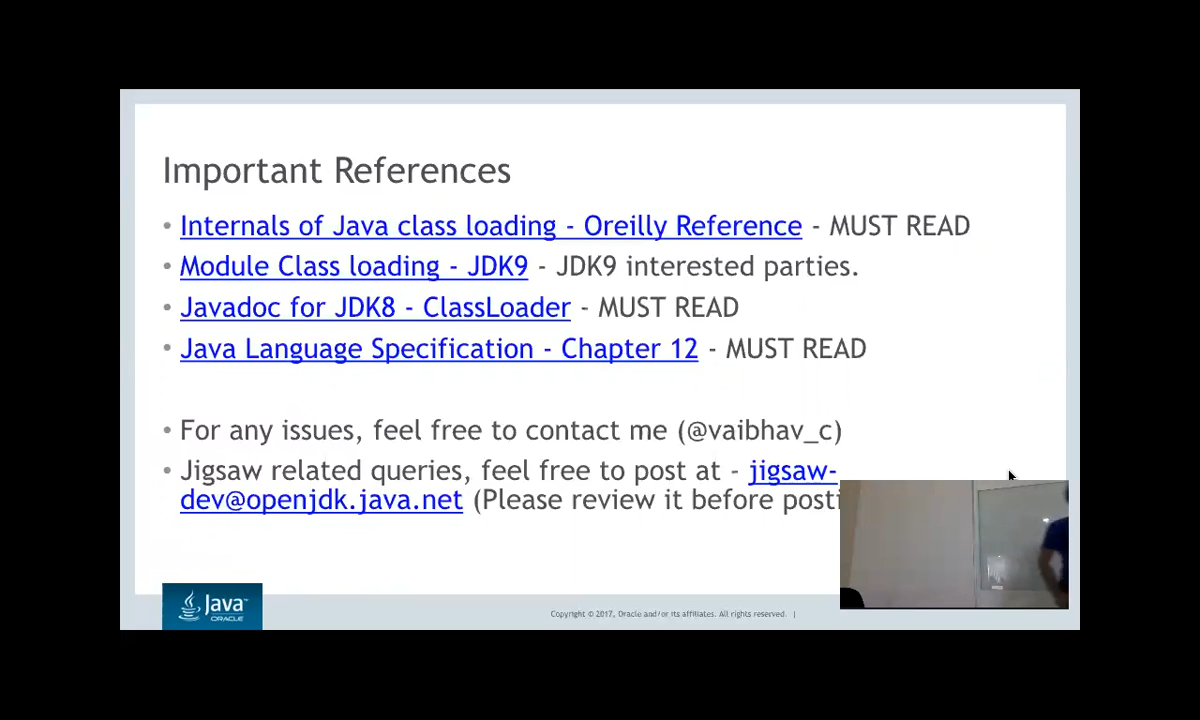 Important References
• Internals of Java class loading - Oreilly Reference - MUST READ
• Module Class loading - JDK9 - JDK9 interested parties.
• Javadoc for JDK8 - ClassLoader - MUST READ
• Java Language Specification - Chapter 12 - MUST READ
• For any issues, feel free to contact me (@vaibhav_c)
• Jigsaw related queries, feel free to post at - jigsaw-
dev@openjdk.java.net (Please review it before posti
Java™
ORACLE
Copyright © 2017, Oracle and/or its affiliates. All rights reserved. |